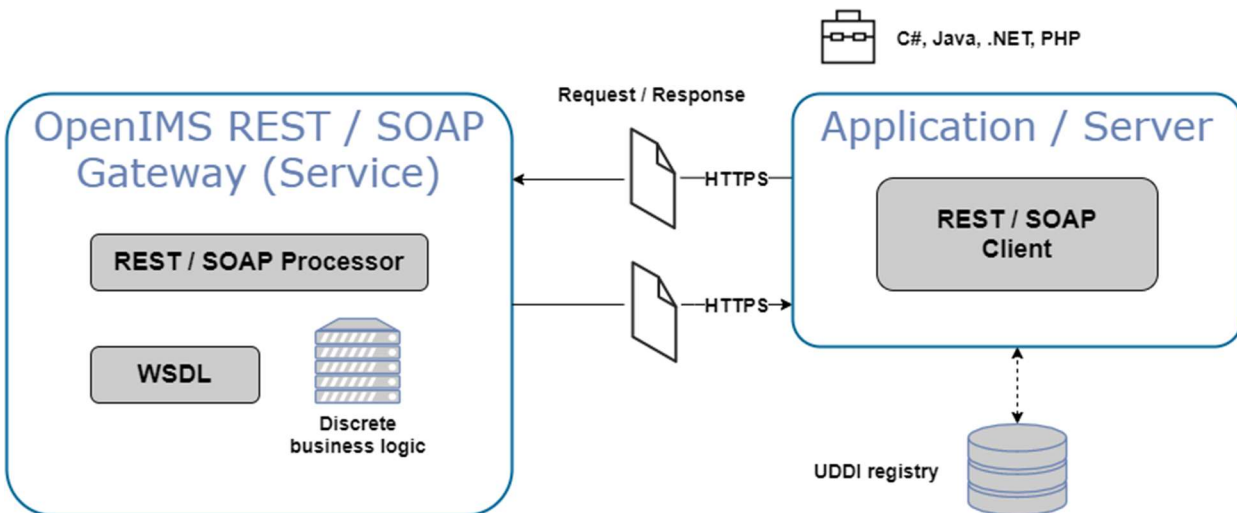 C#, Java, .NET, PHP
Request / Response
OpenIMS REST / SOAP
Gateway (Service)
Application / Server
HTTPS
REST / SOAP
Client
REST / SOAP Processor
HTTPS
WSDL
Discrete
business logic
UDDI registry